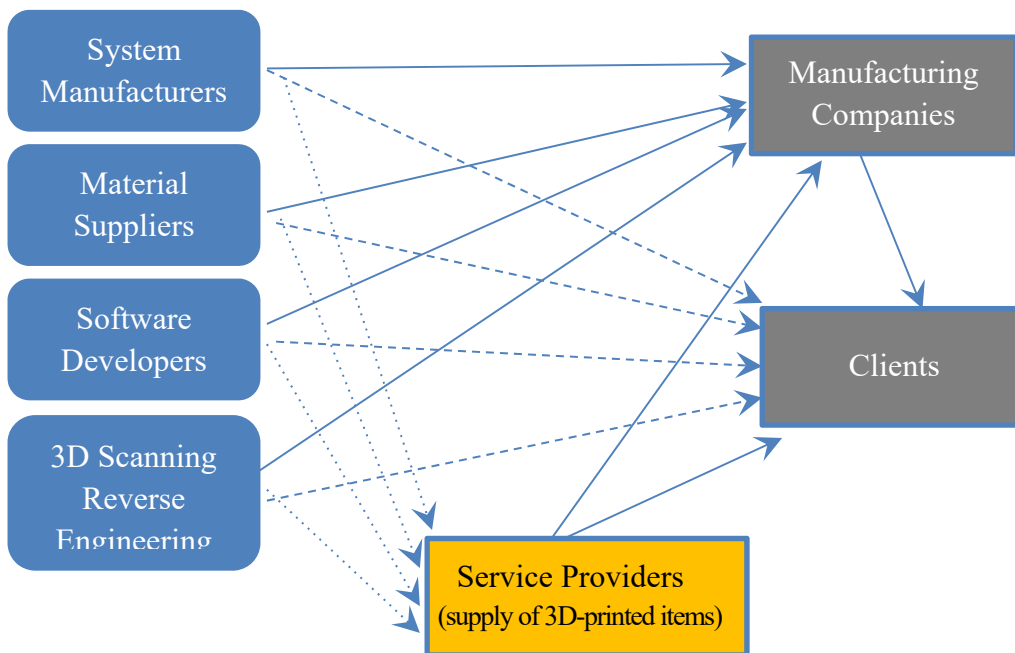 System
Manufacturers
Material
Suppliers
Software
Developers
3D Scanning
Reverse
Engineering
Manufacturing
Companies
Clients
Service Providers
(supply of 3D-printed items)